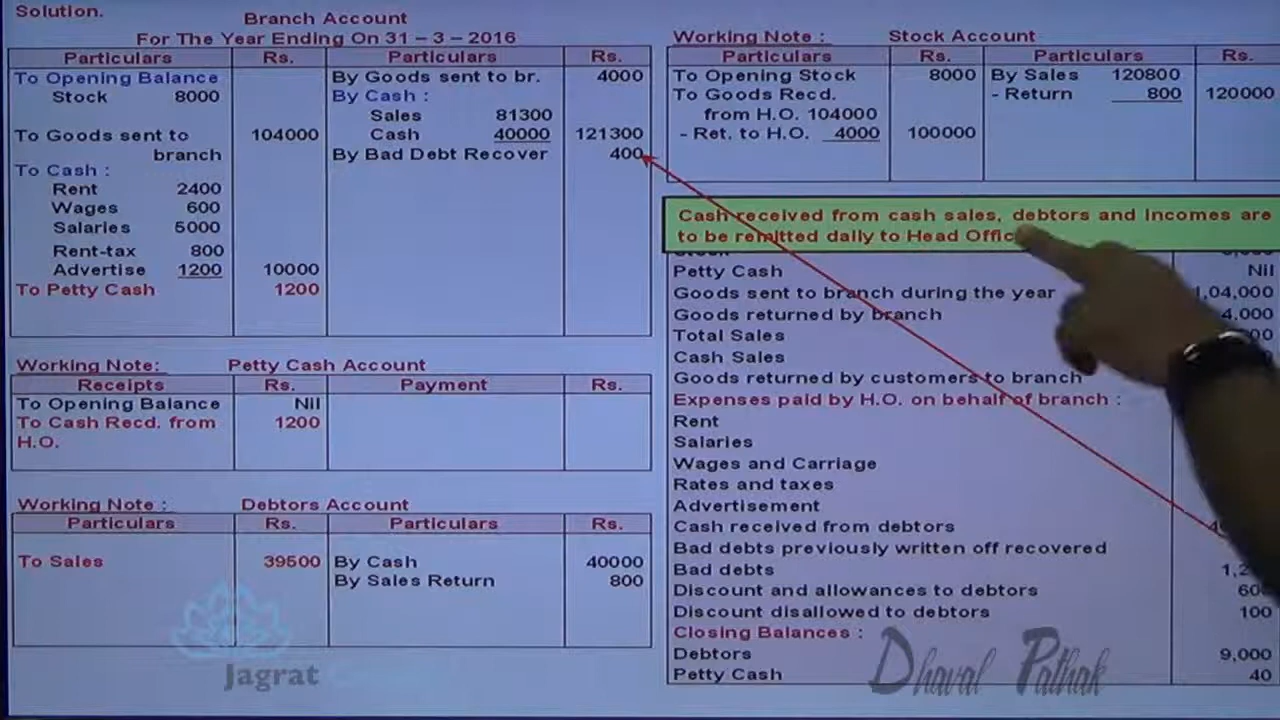 Solution.
Branch Account
For The Year Ending On 31 – 3 – 2016
Particulars Rs. Particulars Rs.
To Opening Balance By Goods sent to br. 4000
Stock 8000 By Cash :
Sales 81300
To Goods sent to 104000 Cash 40000 121300
branch By Bad Debt Recover 400
To Cash :
Rent 2400
Wages 600
Salaries 5000
Rent-tax 800
Advertise 1200 10000
To Petty Cash 1200
Working Note: Petty Cash Account
Receipts Rs. Payment Rs.
To Opening Balance Nil
To Cash Recd. from 1200
H.O.
Working Note : Debtors Account
Particulars Rs. Particulars Rs.
To Sales 39500 By Cash 40000
By Sales Return 800
Jagrat
Working Note : Stock Account
Particulars Rs. Particulars Rs.
To Opening Stock 8000 By Sales 120800
To Goods Recd. - Return 800 120000
from H.O. 104000
- Ret. to H.O. 4000 100000
Cash received from cash sales, debtors and Incomes are
to be remitted daily to Head
Petty Cash Nil
Goods sent to branch during the year 1,04,000
Goods returned by branch
Total Sales
Cash Sales
Goods returned by customers to branch
Expenses paid by H.O. on behalf of branch :
Rent
Salaries
Wages and Carriage
Rates and taxes
Advertisement
Cash received from debtors
Bad debts previously written off recovered
Bad debts
Discount and allowances to debtors
Discount disallowed to debtors 100
Closing Balances :
Debtors 9,000
Petty Cash 40
Dhaval Pathak